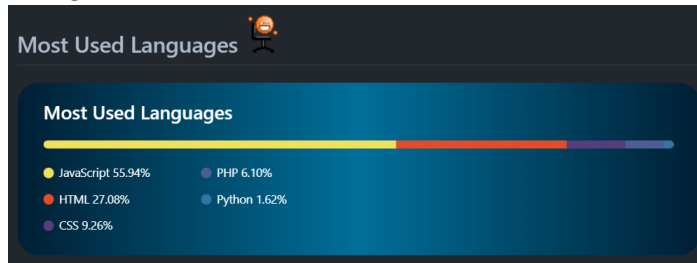 Most Used Languages
Most Used Languages
JavaScript 55.94%
HTML 27.08%
CSS 9.26%
PHP 6.10%
Python 1.62%